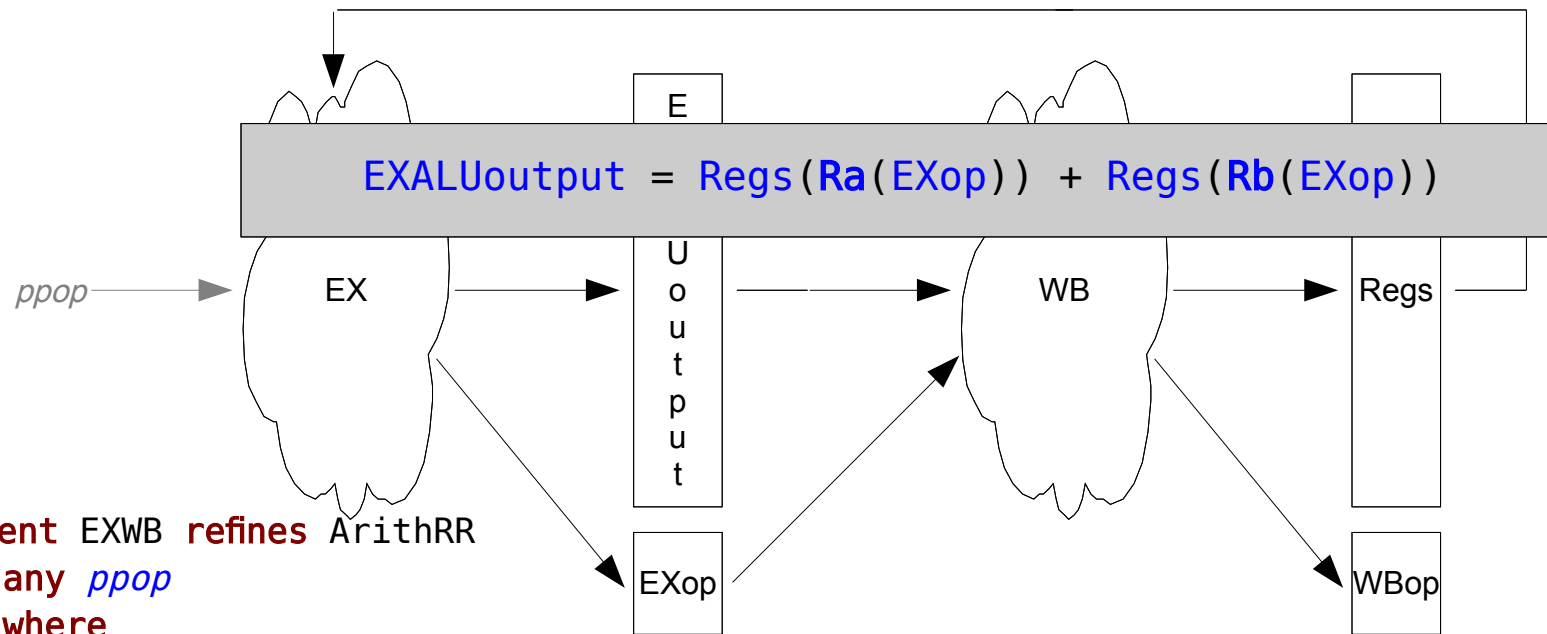 E
EXALUoutput = Regs(Ra(EXop)) + Regs(Rb(EXop))
U
o
u
t
p
u
t
ppop
EX
WB
Regs
ent EXWB refines ArithRR
any ppop
where
EXop
WBop